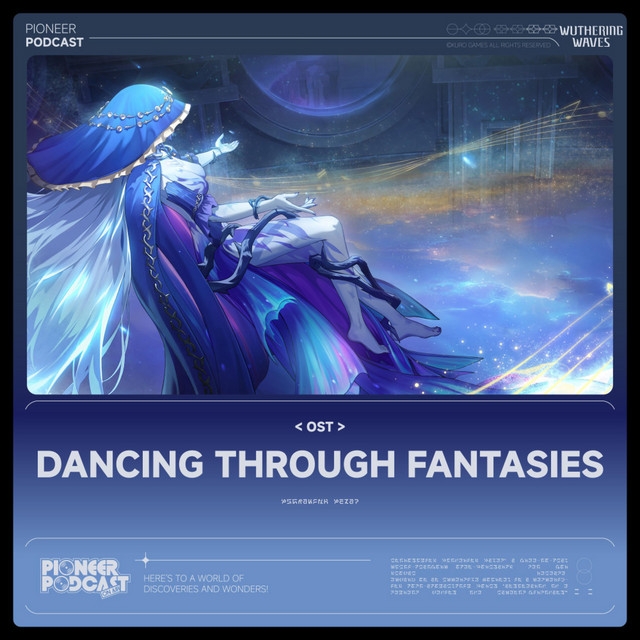 PIONEER
PODCAST
WUTHERING
WAVES
©KURO GAMES ALL RIGHTS RESERVED
< OST >
DANCING THROUGH FANTASIES
PIONEER
PODCAST
HERE'S TO A WORLD OF
DISCOVERIES AND WONDERS!